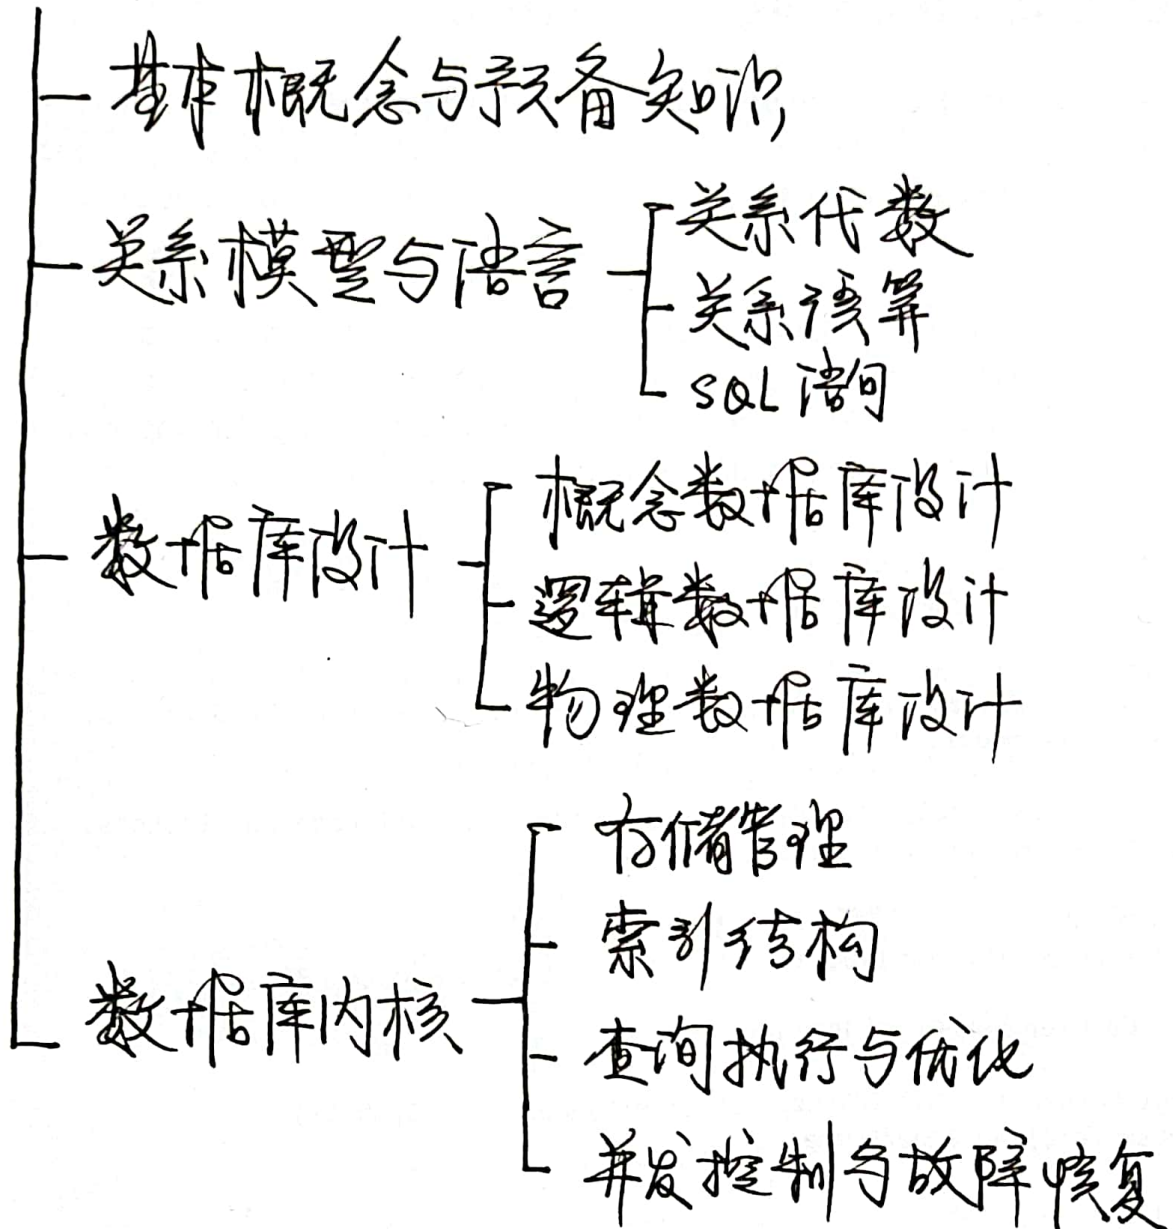 基本概念与预备知识
关系模型与语言
关系代数
关系演算
SQL语句
数据库设计
概念数据库设计
逻辑数据库设计
物理数据库设计
数据库内核
存储管理
索引结构
查询执行与优化
并发控制与故障恢复